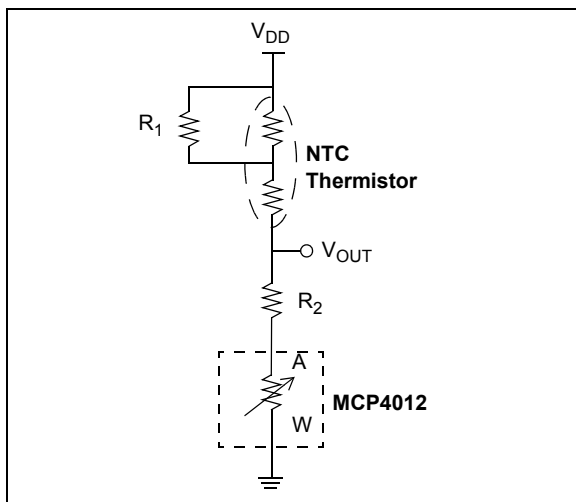 V_DD
R_1
NTC
Thermistor
V_OUT
R_2
A
MCP4012
W